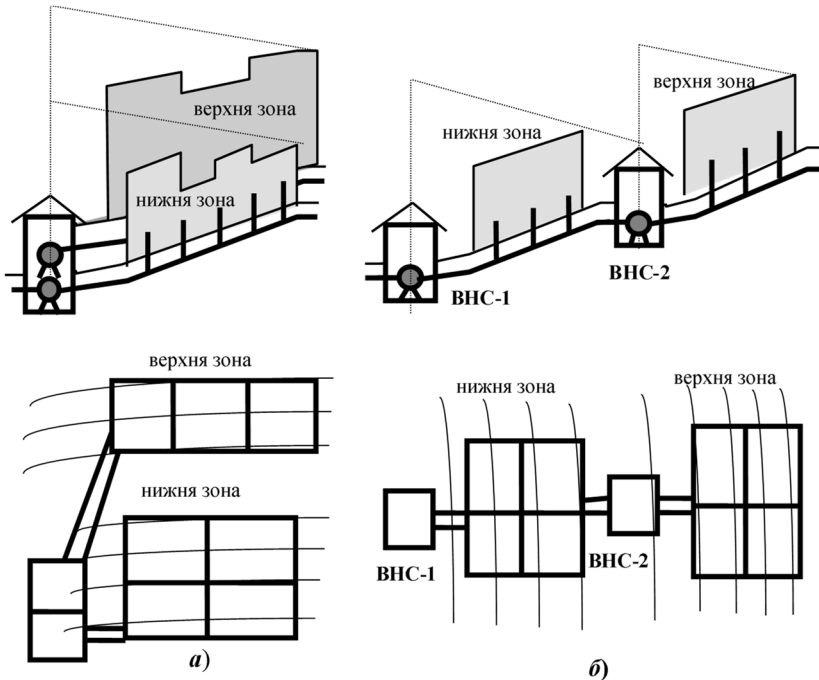 верхня зона
нижня зона
нижня зона
верхня зона
ВНС-1
ВНС-2
верхня зона
нижня зона
а)
нижня зона
верхня зона
ВНС-1
ВНС-2
б)